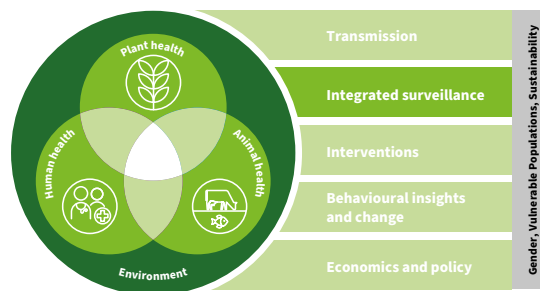 Plant health
Human health
Animal health
Environment
Transmission
Integrated surveillance
Interventions
Behavioural insights
and change
Economics and policy
Gender, Vulnerable Populations, Sustainability